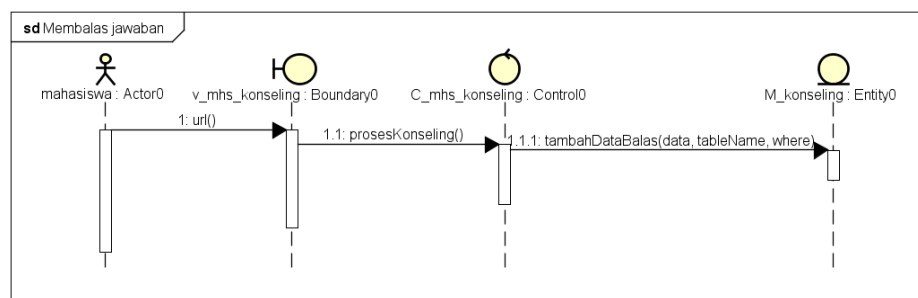 sd Membalas jawaban
mahasiswa : Actor0
v_mhs_konseling : Boundary0
C_mhs_konseling : Control0
M_konseling : Entity0
1: url()
1.1: prosesKonseling()
1.1.1: tambahDataBalas(data, tableName, where)